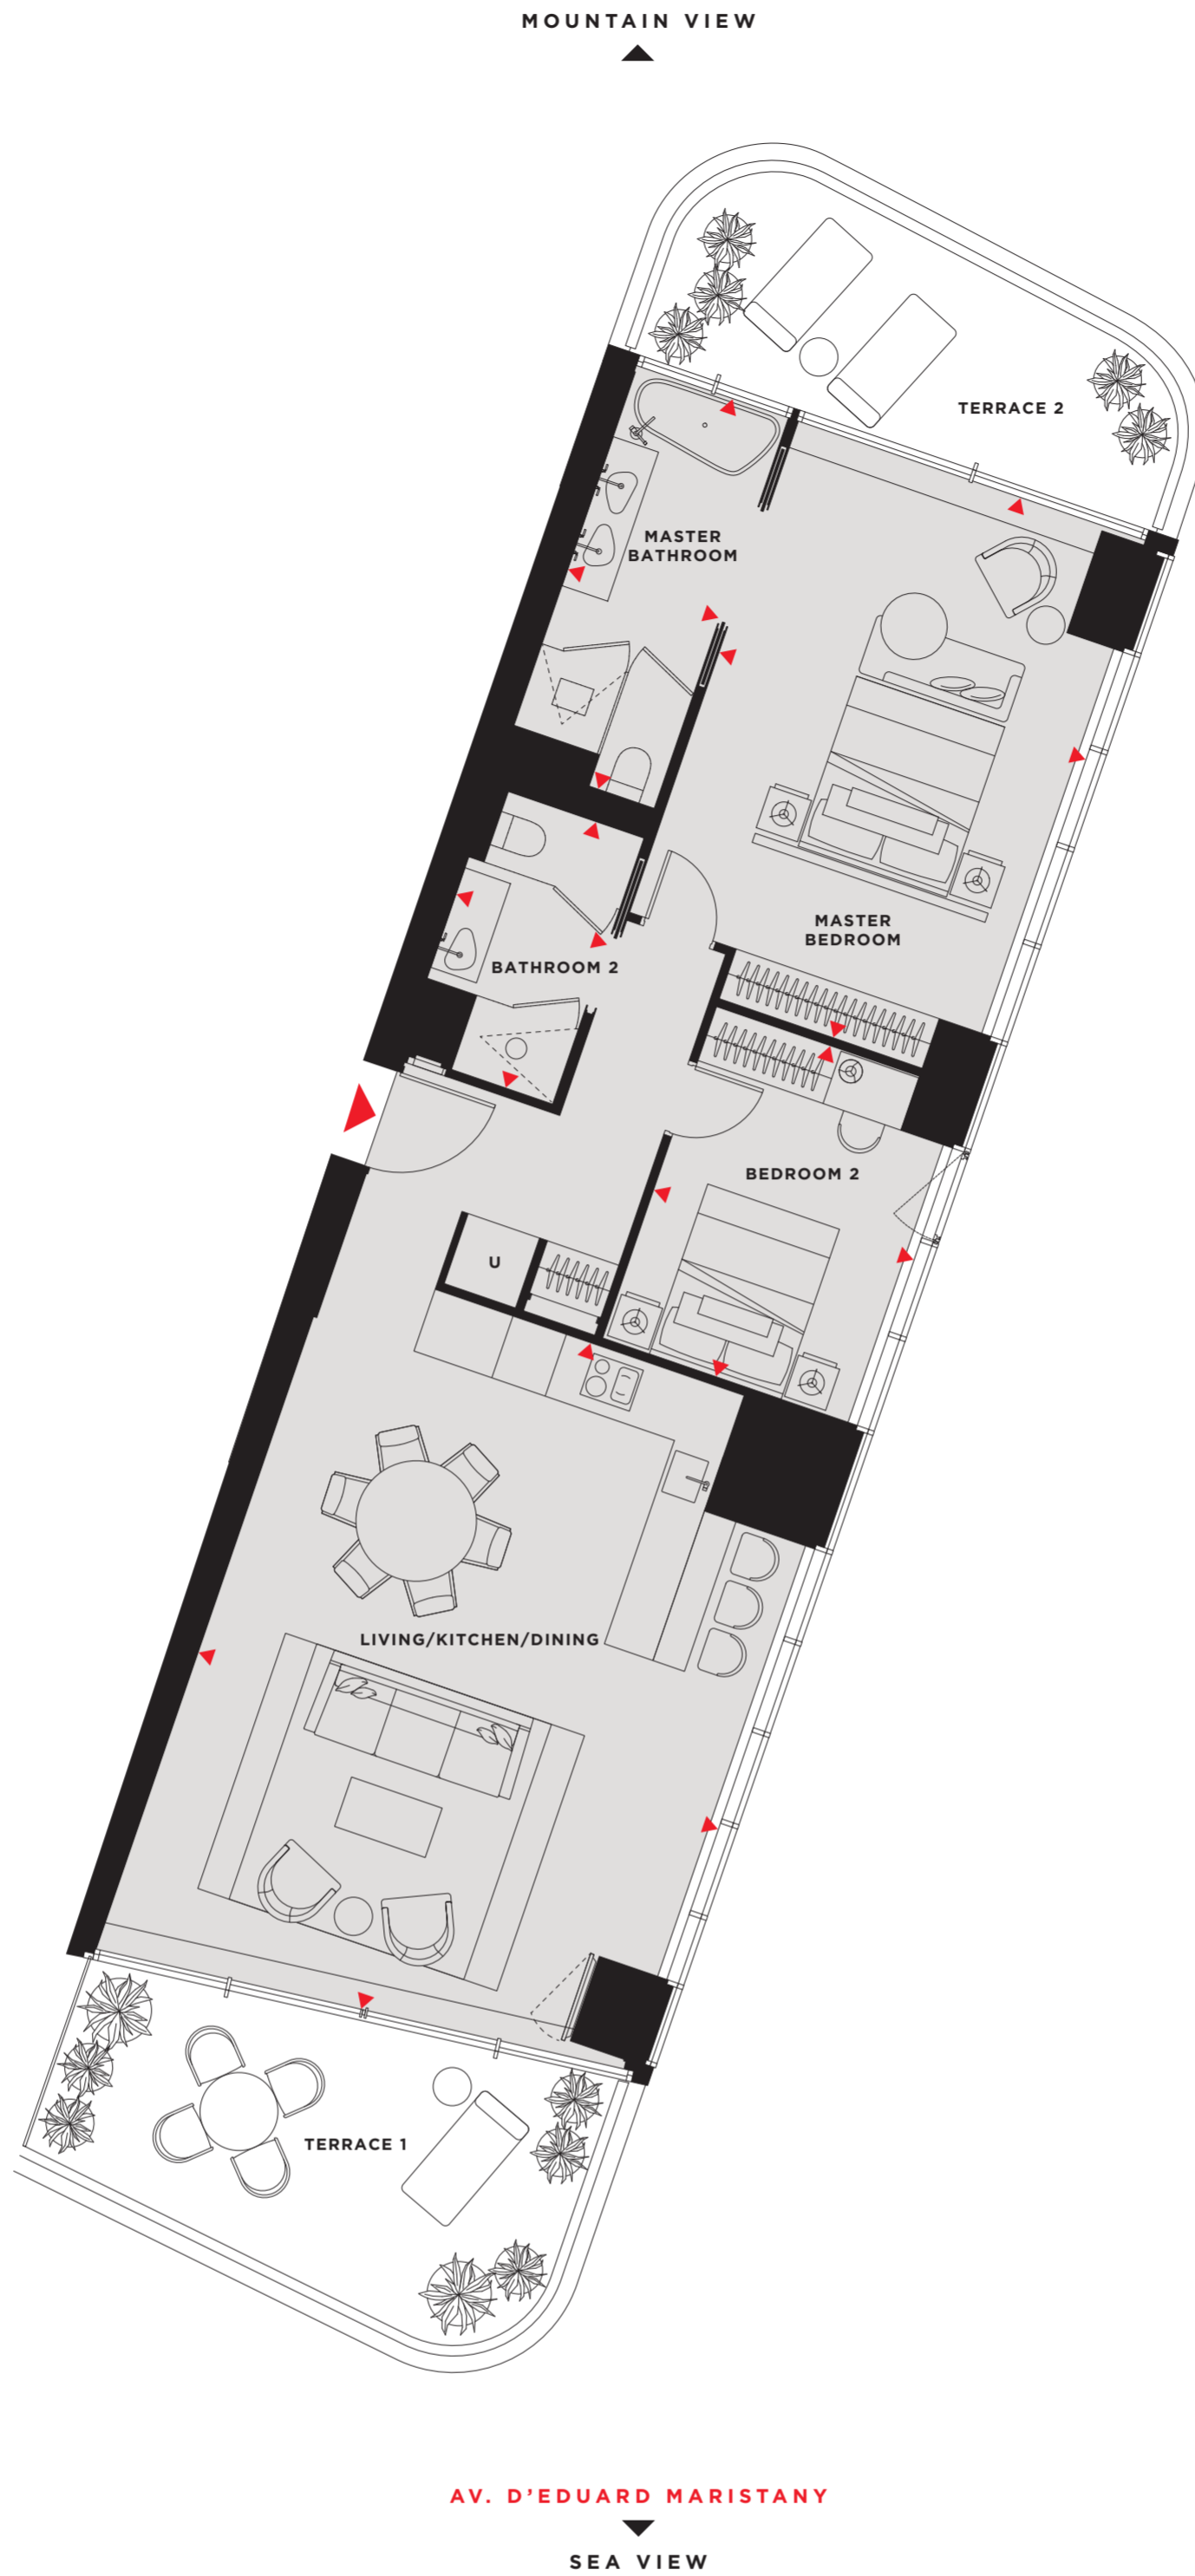 MOUNTAIN VIEW
TERRACE 2
MASTER
BATHROOM
MASTER
BEDROOM
BATHROOM 2
BEDROOM 2
U
LIVING/KITCHEN/DINING
TERRACE 1
AV. D’EDUARD MARISTANY
SEA VIEW